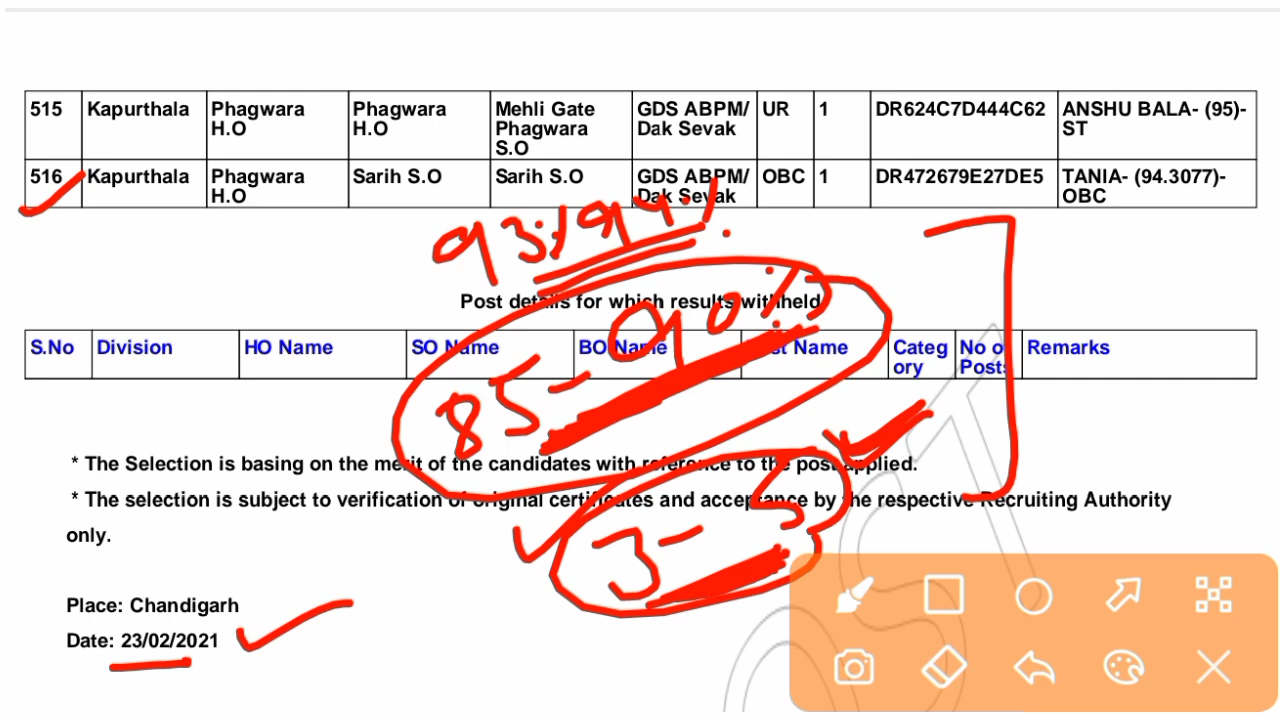 515 Kapurthala Phagwara H.O Phagwara H.O Mehli Gate Phagwara S.O GDS ABPM/ Dak Sevak UR 1 DR624C7D444C62 ANSHU BALA- (95)- ST
516 Kapurthala Phagwara H.O Sarih S.O Sarih S.O GDS ABPM/ Dak Sevak OBC 1 DR472679E27DE5 TANIA- (94.3077)- OBC
93%/94%
Post details for which results withheld
85-90%
S.No Division HO Name SO Name BO Name Post Name Categ ory No of Posts Remarks
* The Selection is basing on the merit of the candidates with reference to the post applied.
* The selection is subject to verification of original certificates and acceptance by the respective Recruiting Authority
only.
3-5
Place: Chandigarh
Date: 23/02/2021